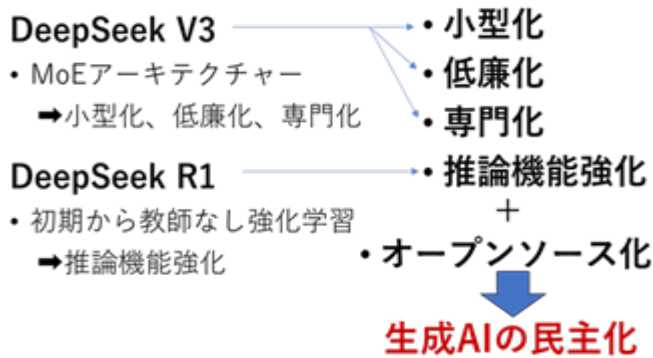 DeepSeek V3
• MoEアーキテクチャー
➡小型化、低廉化、専門化
DeepSeek R1
• 初期から教師なし強化学習
➡推論機能強化
• 小型化
• 低廉化
• 専門化
• 推論機能強化
＋
• オープンソース化
生成AIの民主化